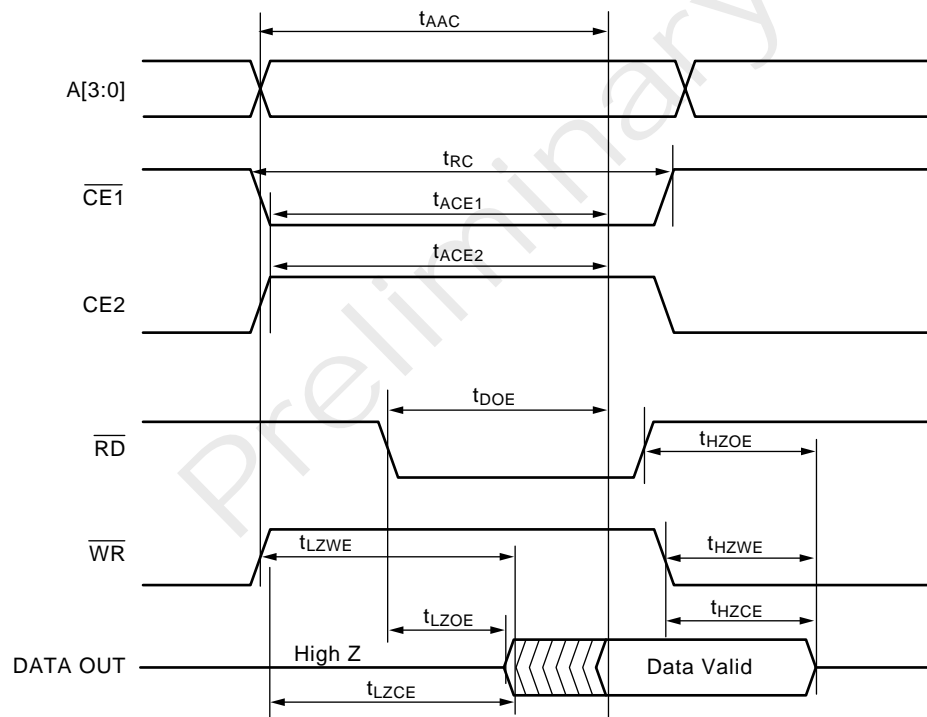 tAAC
A[3:0]
tRC
CE1
tACE1
tACE2
CE2
tDOE
RD
tHZOE
WR
tLZWE
tHZWE
tLZOE
tHZCE
DATA OUT
High Z
Data Valid
tLZCE
Preliminary